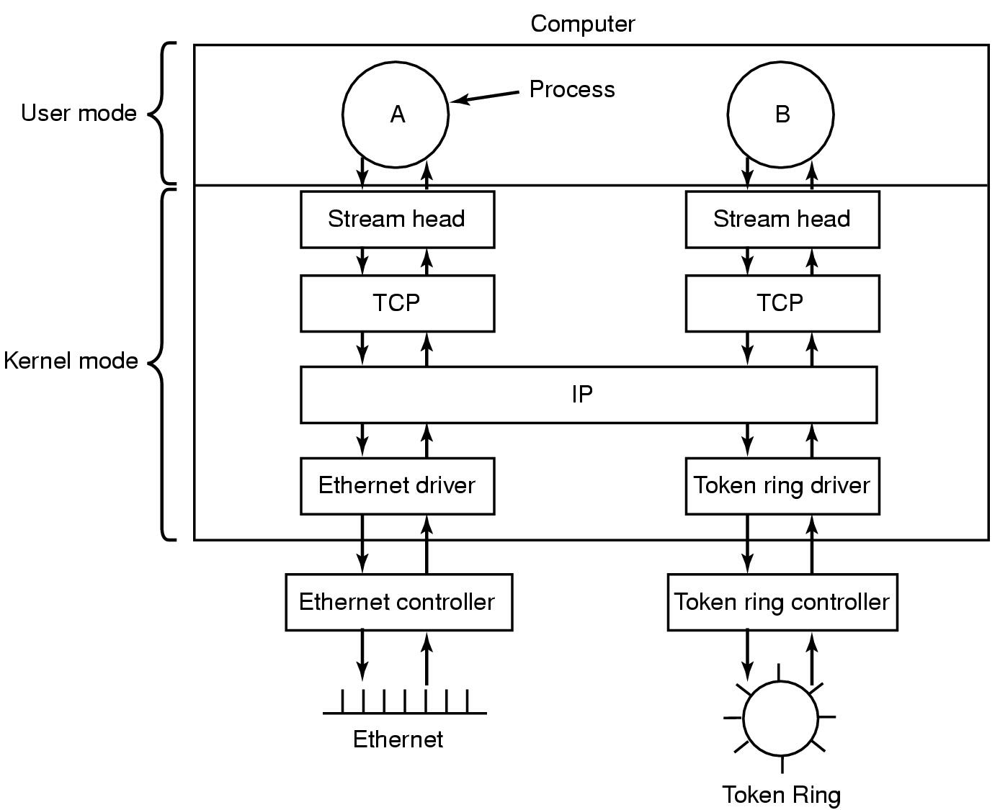 Computer
Process
User mode
A
B
Stream head
Stream head
TCP
TCP
Kernel mode
IP
Ethernet driver
Token ring driver
Ethernet controller
Token ring controller
Ethernet
Token Ring